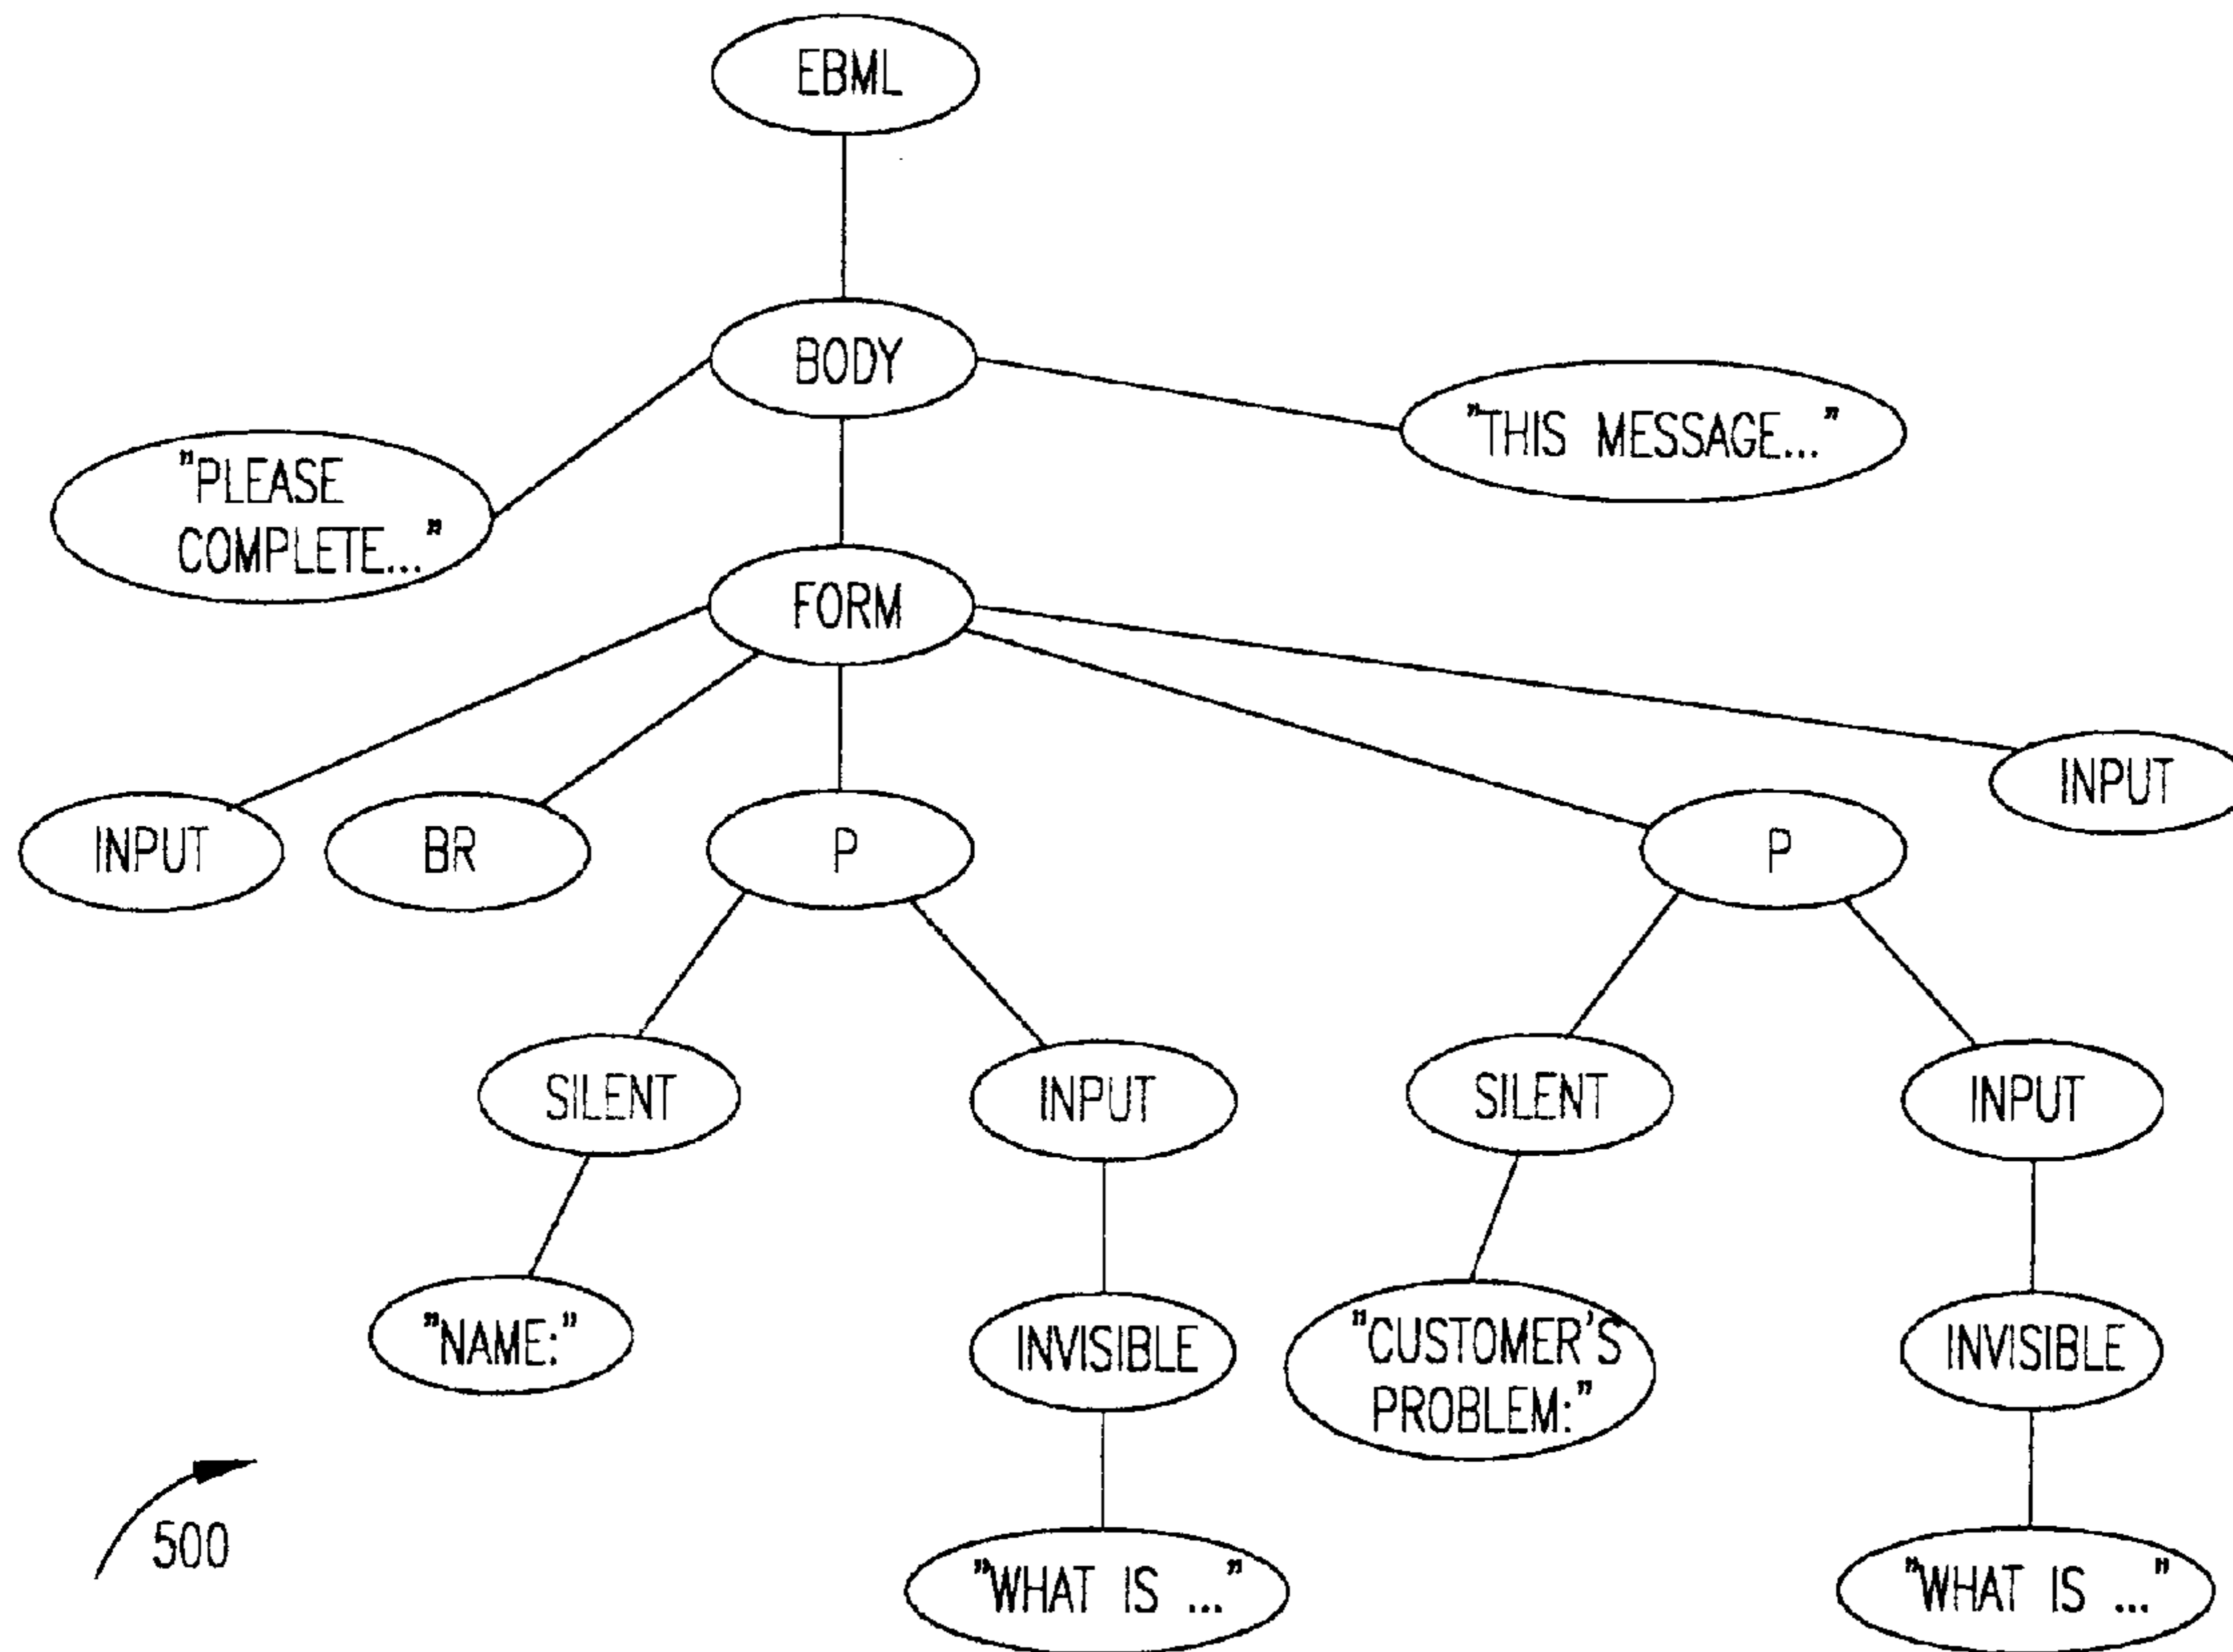 EBML
BODY
"THIS MESSAGE..."
"PLEASE
COMPLETE..."
FORM
INPUT
INPUT
BR
P
P
SILENT
INPUT
SILENT
INPUT
"NAME:"
INVISIBLE
"CUSTOMER'S
PROBLEM:"
INVISIBLE
500
"WHAT IS ..."
"WHAT IS ..."